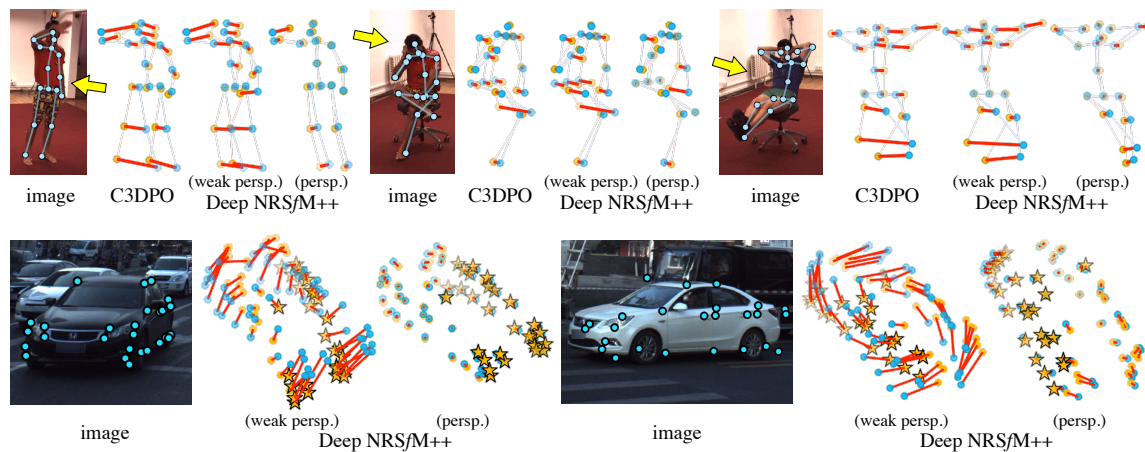 (weak persp.) (persp.) (weak persp.) (persp.) (weak persp.) (persp.)
image C3DPO Deep NRSfM++ image C3DPO Deep NRSfM++ image C3DPO Deep NRSfM++
(weak persp.) (persp.) (weak persp.) (persp.)
image Deep NRSfM++ image Deep NRSfM++